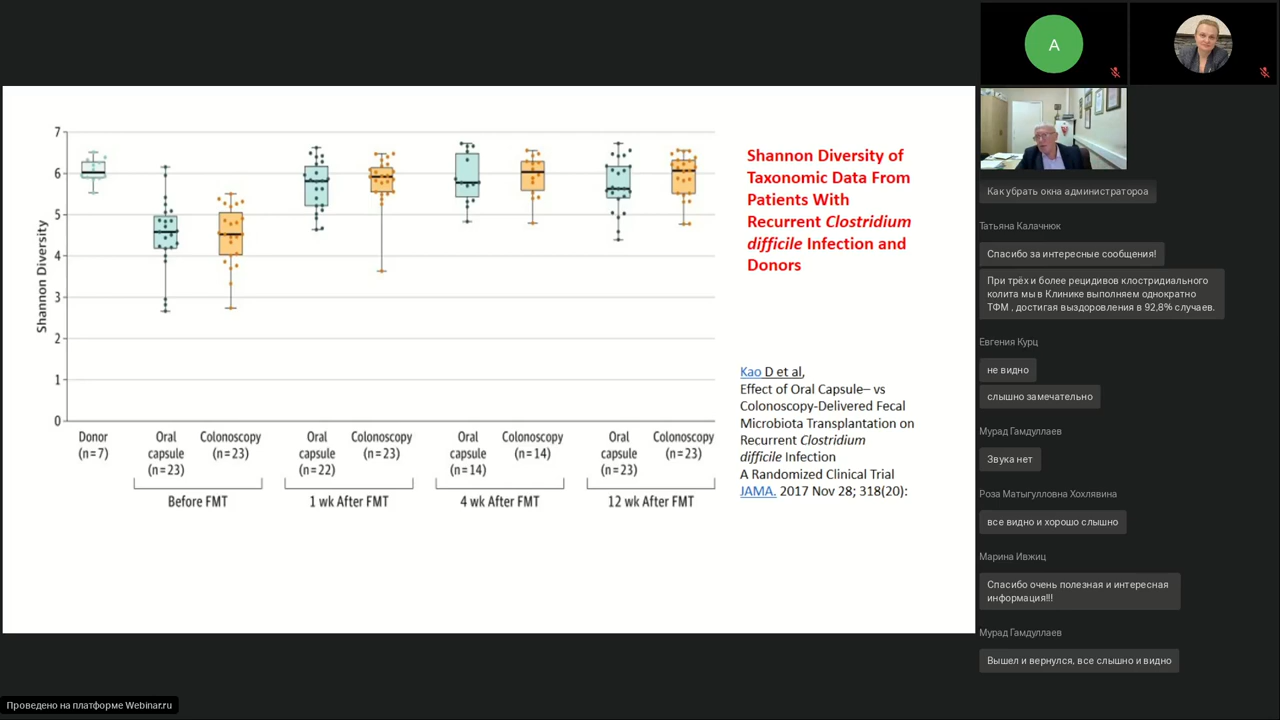 Shannon Diversity
7
6
5
4
3
2
1
0
Donor
(n=7)
Oral
capsule
(n=23)
Colonoscopy
(n=23)
Before FMT
Oral
capsule
(n=22)
Colonoscopy
(n=23)
1 wk After FMT
Oral
capsule
(n=14)
Colonoscopy
(n=14)
4 wk After FMT
Oral
capsule
(n=23)
Colonoscopy
(n=23)
12 wk After FMT
Shannon Diversity of
Taxonomic Data From
Patients With
Recurrent Clostridium
difficile Infection and
Donors
Kao D et al,
Effect of Oral Capsule– vs
Colonoscopy-Delivered Fecal
Microbiota Transplantation on
Recurrent Clostridium
difficile Infection
A Randomized Clinical Trial
JAMA. 2017 Nov 28; 318(20):
A
Как убрать окна администратороа
Татьяна Калачнюк
Спасибо за интересные сообщения!
При трёх и более рецидивов клостридиального
колита мы в Клинике выполняем однократно
ТФМ , достигая выздоровления в 92,8% случаев.
Евгения Курц
не видно
слышно замечательно
Мурад Гамдуллаев
Звука нет
Роза Матыгулловна Хохлявина
все видно и хорошо слышно
Марина Ивжиц
Спасибо очень полезная и интересная
информация!!!
Мурад Гамдуллаев
Вышел и вернулся, все слышно и видно
Проведено на платформе Webinar.ru